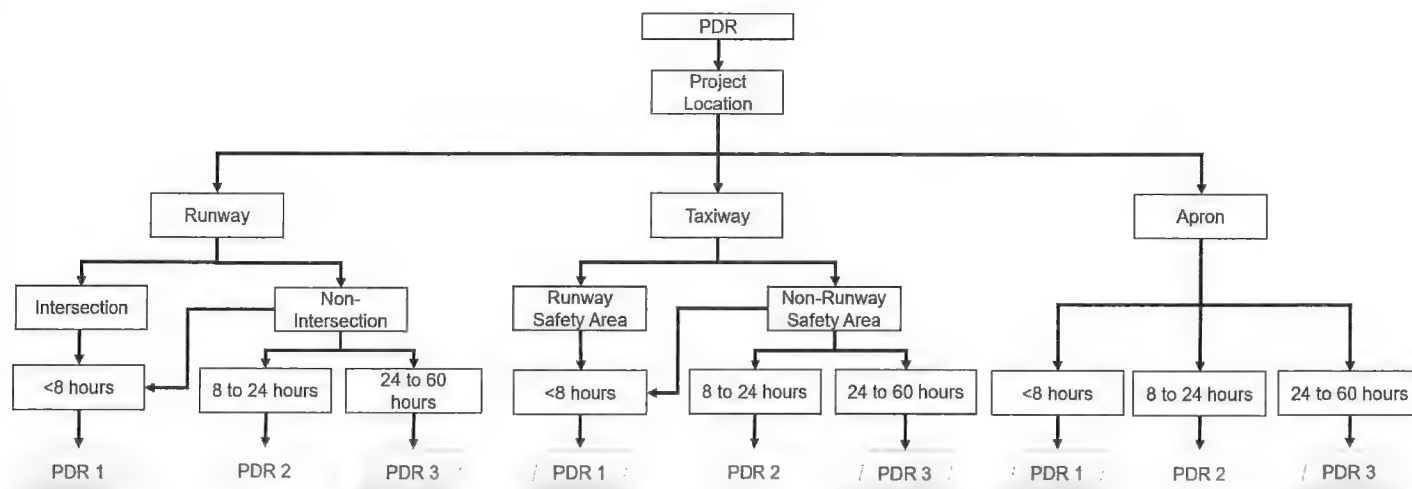 PDR
Project
Location
Runway
Taxiway
Apron
Intersection
Non-
Intersection
Runway
Safety Area
Non-Runway
Safety Area
<8 hours
8 to 24 hours
24 to 60
hours
<8 hours
8 to 24 hours
24 to 60 hours
<8 hours
8 to 24 hours
24 to 60 hours
PDR 1
PDR 2
PDR 3
PDR 1
PDR 2
PDR 3
PDR 1
PDR 2
PDR 3